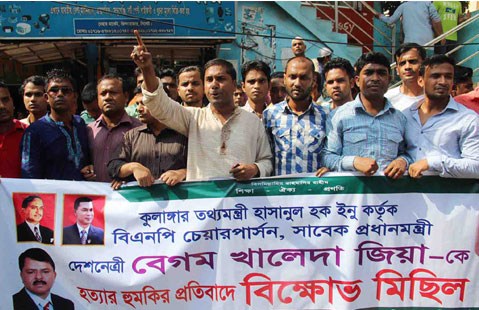 শিক্ষা - ঐক্য - প্রগতি
কুলাঙ্গার তথ্যমন্ত্রী হাসানুল হক ইনু কর্তৃক
বিএনপি চেয়ারপার্সন, সাবেক প্রধানমন্ত্রী
দেশনেত্রী বেগম খালেদা জিয়া-কে
হত্যার হুমকির প্রতিবাদে বিক্ষোভ মিছিল